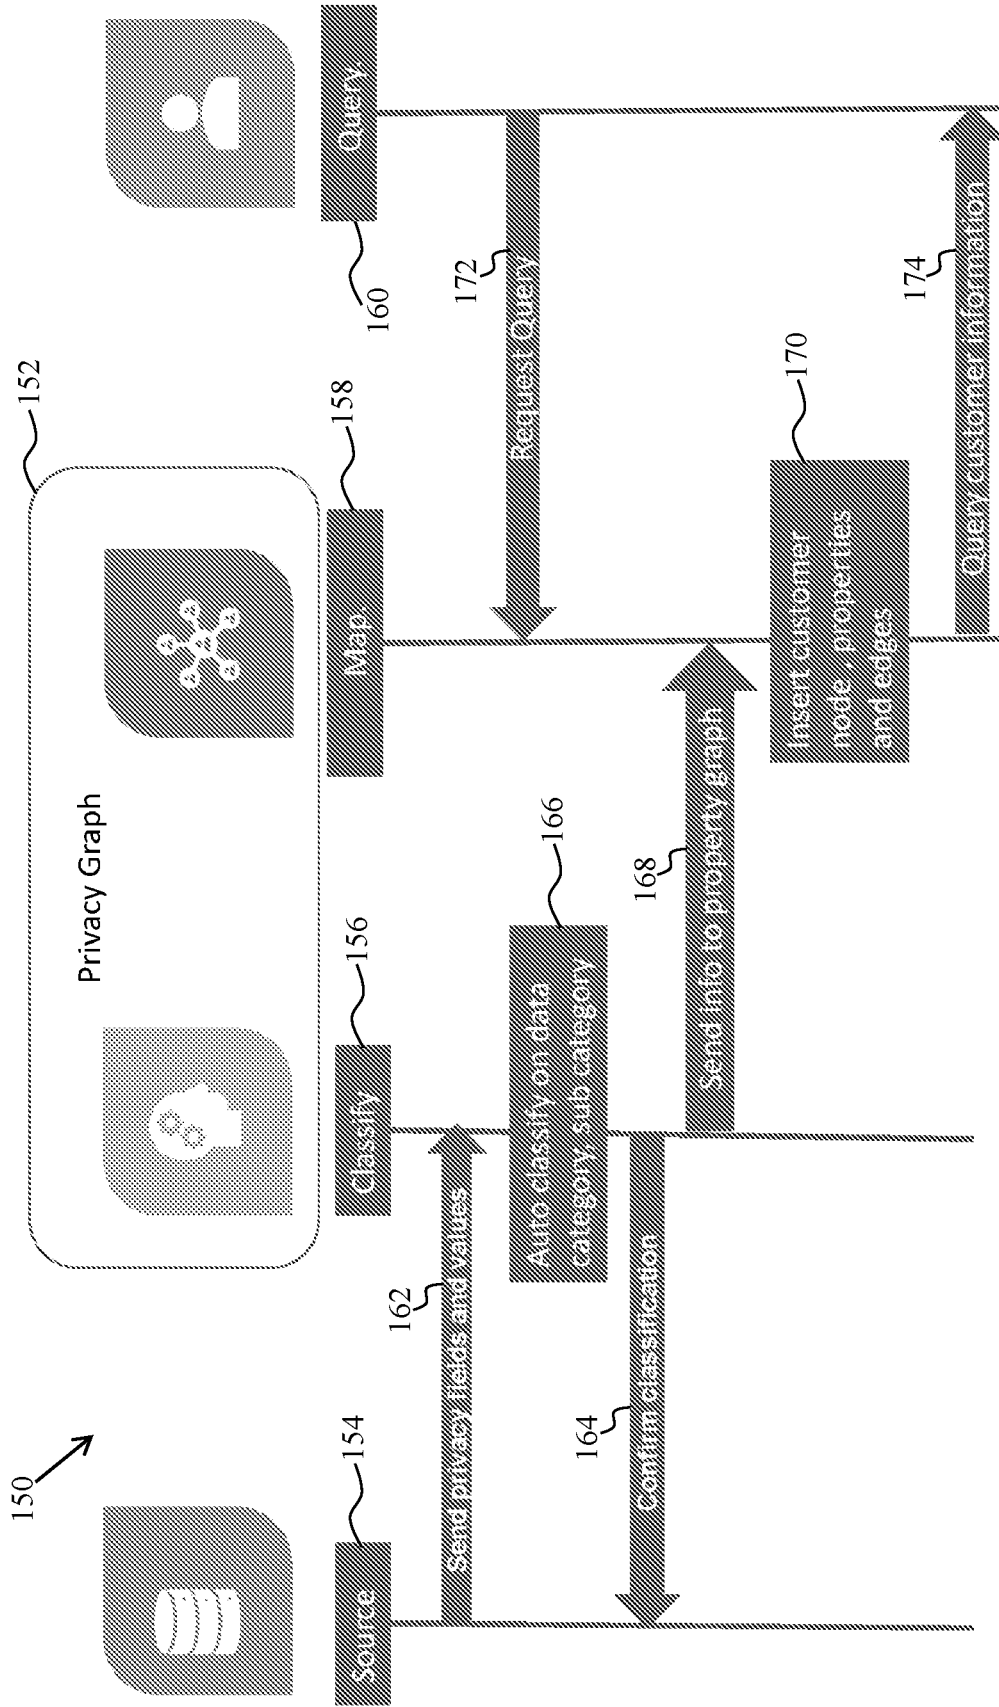 150
152
Privacy Graph
Source
154
Classify
156
Map.
158
Query.
160
162
Send privacy fields and values
172
Request Query
Auto classify on data
Category, sub category
166
164
Confirm classification
168
Send info to property graph
Insert customer
node , properties
and edges
170
174
Query customer information